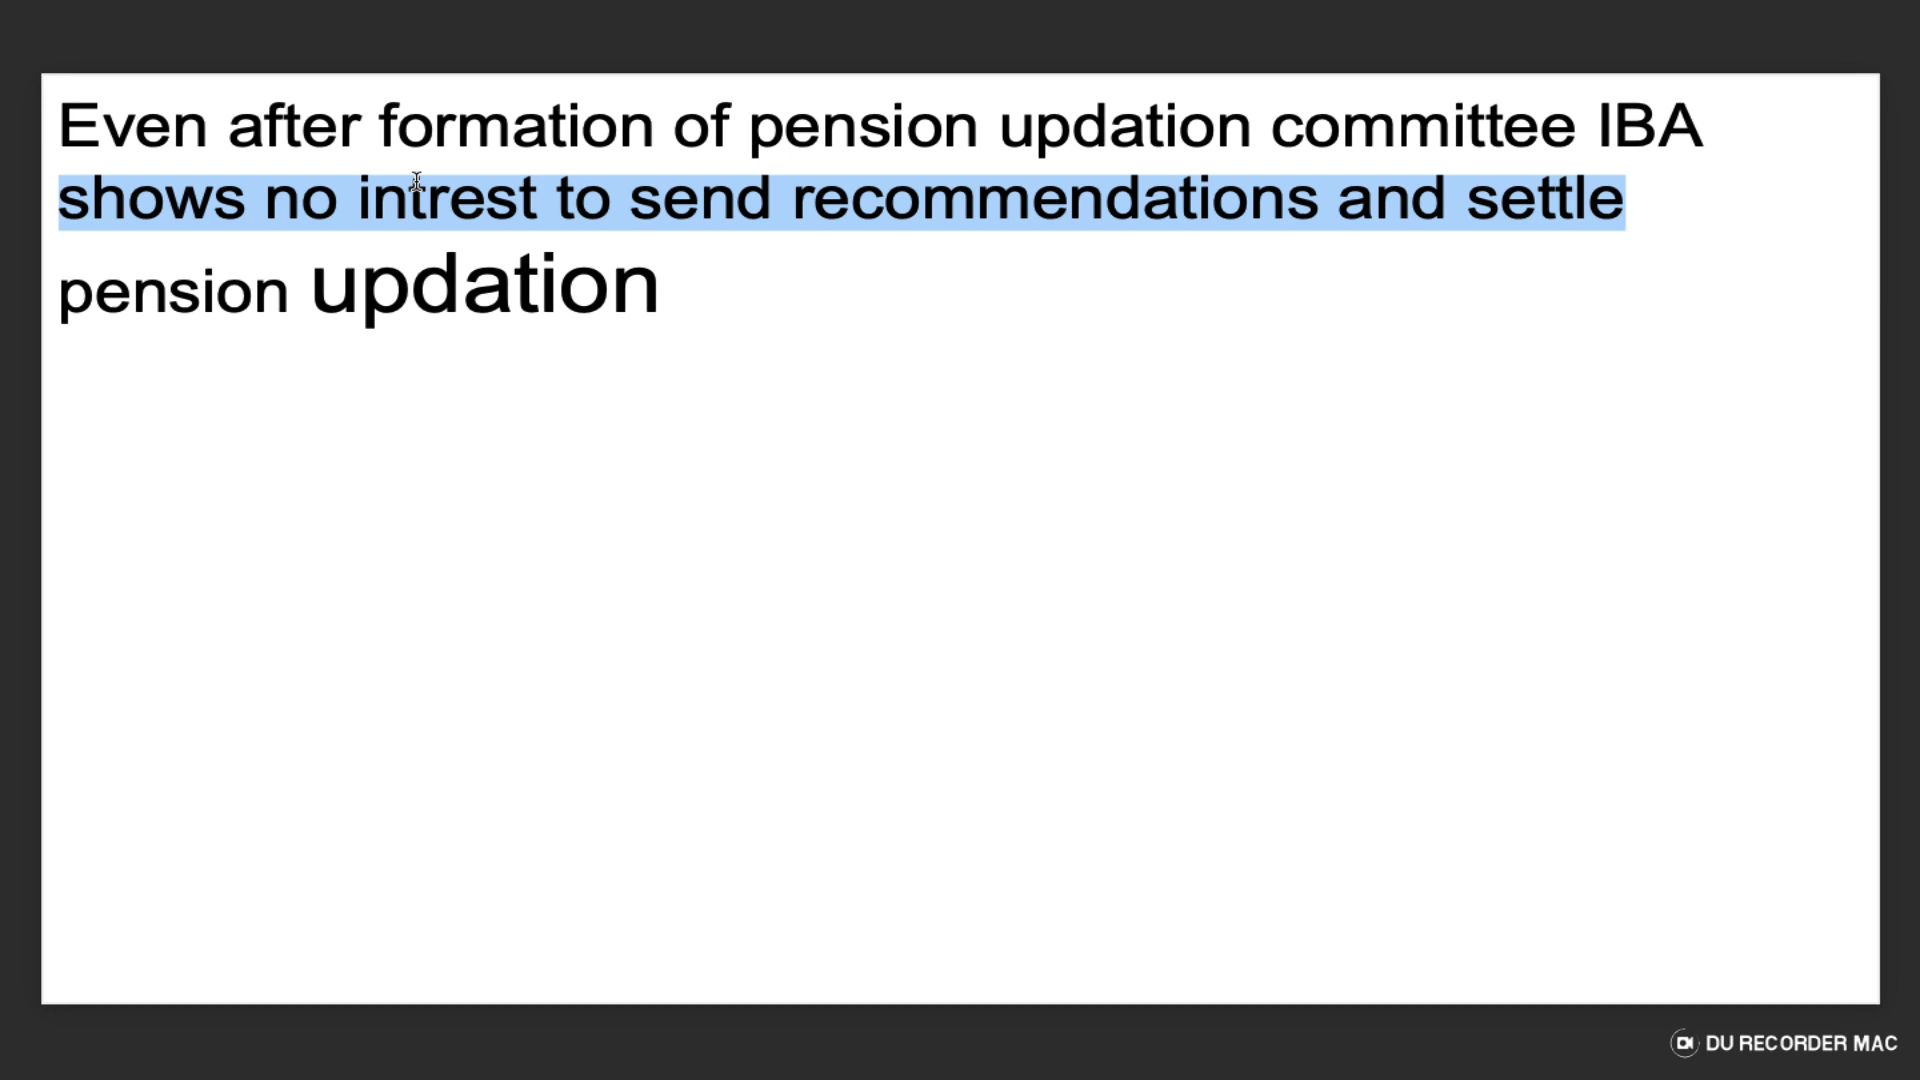 Even after formation of pension updation committee IBA
shows no intrest to send recommendations and settle
pension updation
DU RECORDER MAC